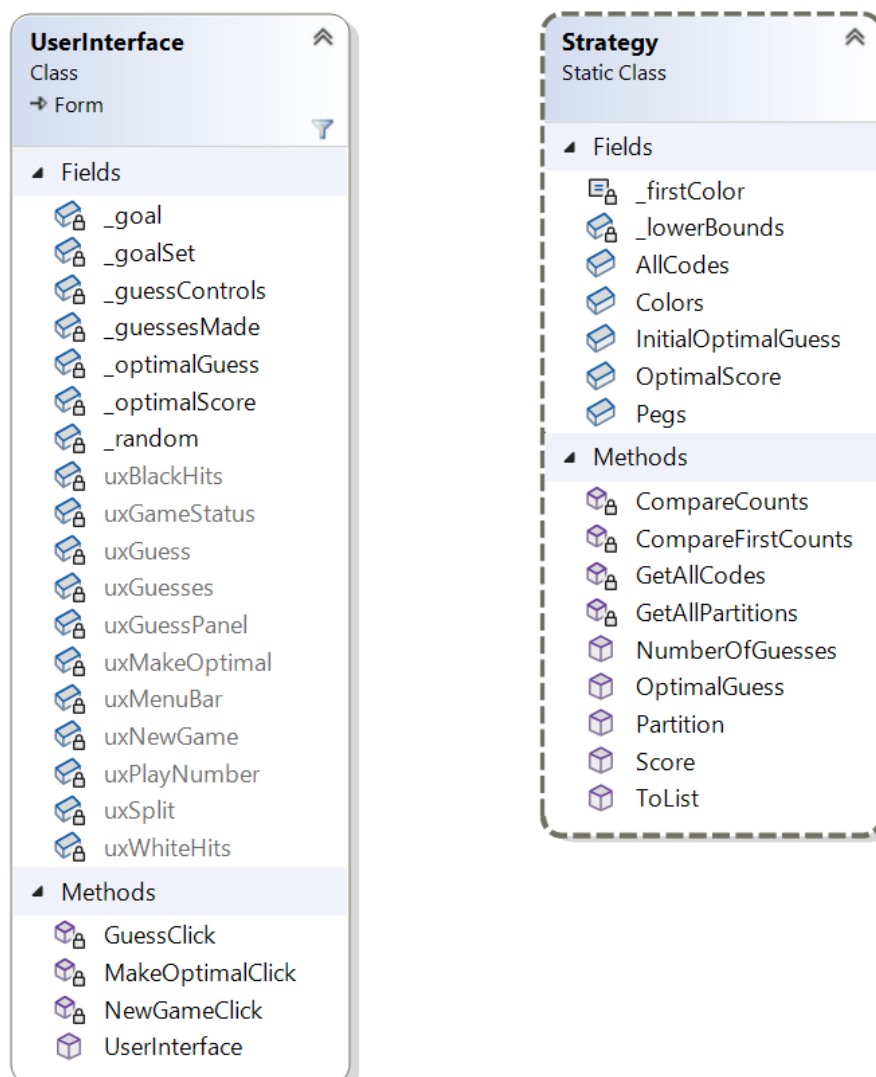 UserInterface
Class
Form
Fields
_goal
_goalSet
_guessControls
_guessesMade
_optimalGuess
_optimalScore
_random
uxBlackHits
uxGameStatus
uxGuess
uxGuesses
uxGuessPanel
uxMakeOptimal
uxMenuBar
uxNewGame
uxPlayNumber
uxSplit
uxWhiteHits
Methods
GuessClick
MakeOptimalClick
NewGameClick
UserInterface
Strategy
Static Class
Fields
_firstColor
_lowerBounds
AllCodes
Colors
InitialOptimalGuess
OptimalScore
Pegs
Methods
CompareCounts
CompareFirstCounts
GetAllCodes
GetAllPartitions
NumberOfGuesses
OptimalGuess
Partition
Score
ToList